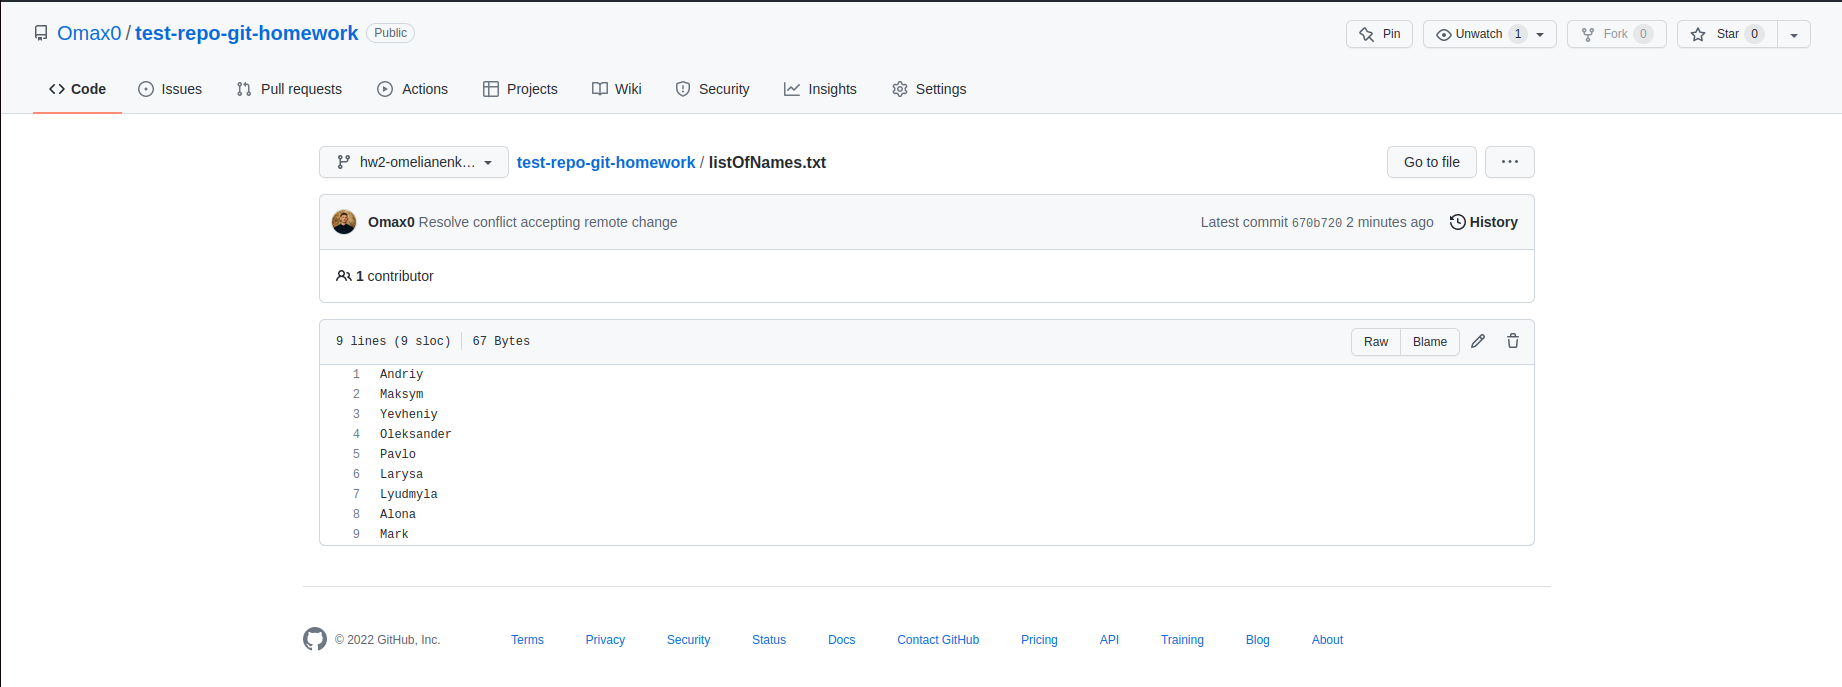 Omax0 / test-repo-git-homework Public
Pin Unwatch 1 Fork 0 Star 0
Code Issues Pull requests Actions Projects Wiki Security Insights Settings
hw2-omelianenk… test-repo-git-homework / listOfNames.txt Go to file ···
Omax0 Resolve conflict accepting remote change Latest commit 670b720 2 minutes ago History
1 contributor
9 lines (9 sloc) 67 Bytes Raw Blame
1 Andriy
2 Maksym
3 Yevheniy
4 Oleksander
5 Pavlo
6 Larysa
7 Lyudmyla
8 Alona
9 Mark
© 2022 GitHub, Inc. Terms Privacy Security Status Docs Contact GitHub Pricing API Training Blog About